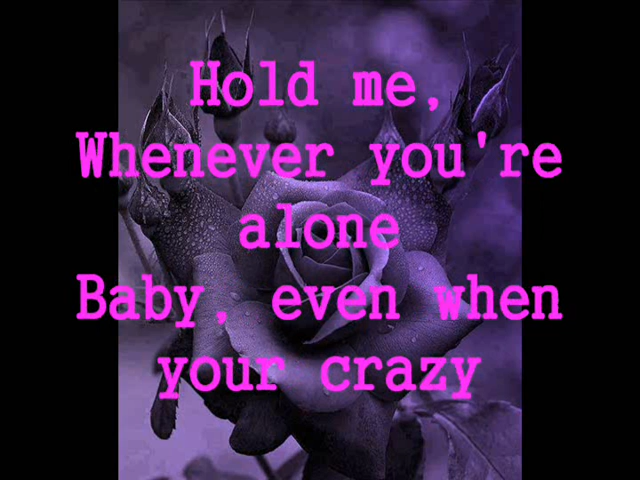 Hold me,
Whenever you're
alone
Baby, even when
your crazy